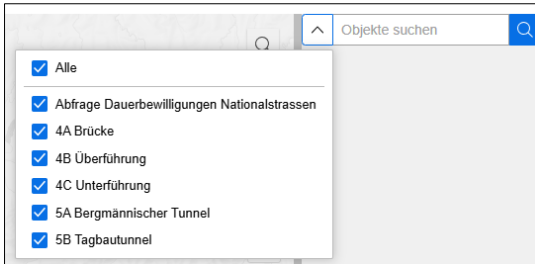 Objekte suchen
Alle
Abfrage Dauerbewilligungen Nationalstrassen
4A Brücke
4B Überführung
4C Unterführung
5A Bergmännischer Tunnel
5B Tagbautunnel